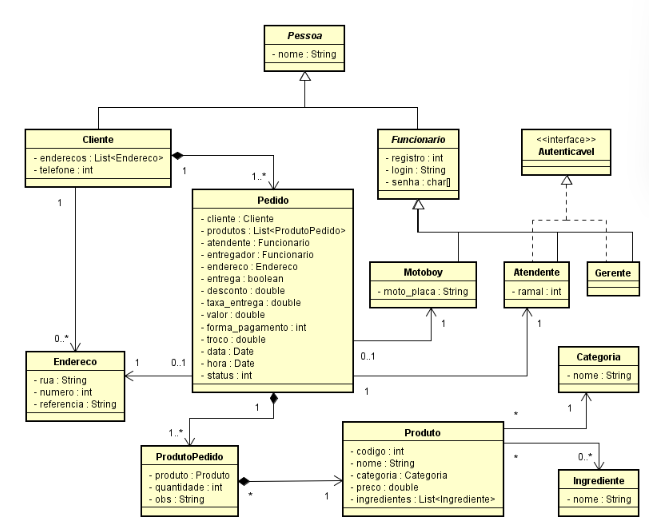 Pessoa
- nome : String
Cliente
- enderecos : List<Endereco>
- telefone : int
Funcionario
- registro : int
- login : String
- senha : char[]
<<interface>>
Autenticavel
1
1..*
1
Pedido
- cliente : Cliente
- produtos : List<ProdutoPedido>
- atendente : Funcionario
- entregador : Funcionario
- endereco : Endereco
- entrega : boolean
- desconto : double
- taxa_entrega : double
- valor : double
- forma_pagamento : int
- troco : double
- data : Date
- hora : Date
- status : int
Motoboy
- moto_placa : String
Atendente
- ramal : int
Gerente
0..*
1
0..1
0..1
1
1
1
Endereco
- rua : String
- numero : int
- referencia : String
Categoria
- nome : String
1
1..*
ProdutoPedido
- produto : Produto
- quantidade : int
- obs : String
*
1
Produto
- codigo : int
- nome : String
- categoria : Categoria
- preco : double
- ingredientes : List<Ingrediente>
*
1
*
0..*
Ingrediente
- nome : String